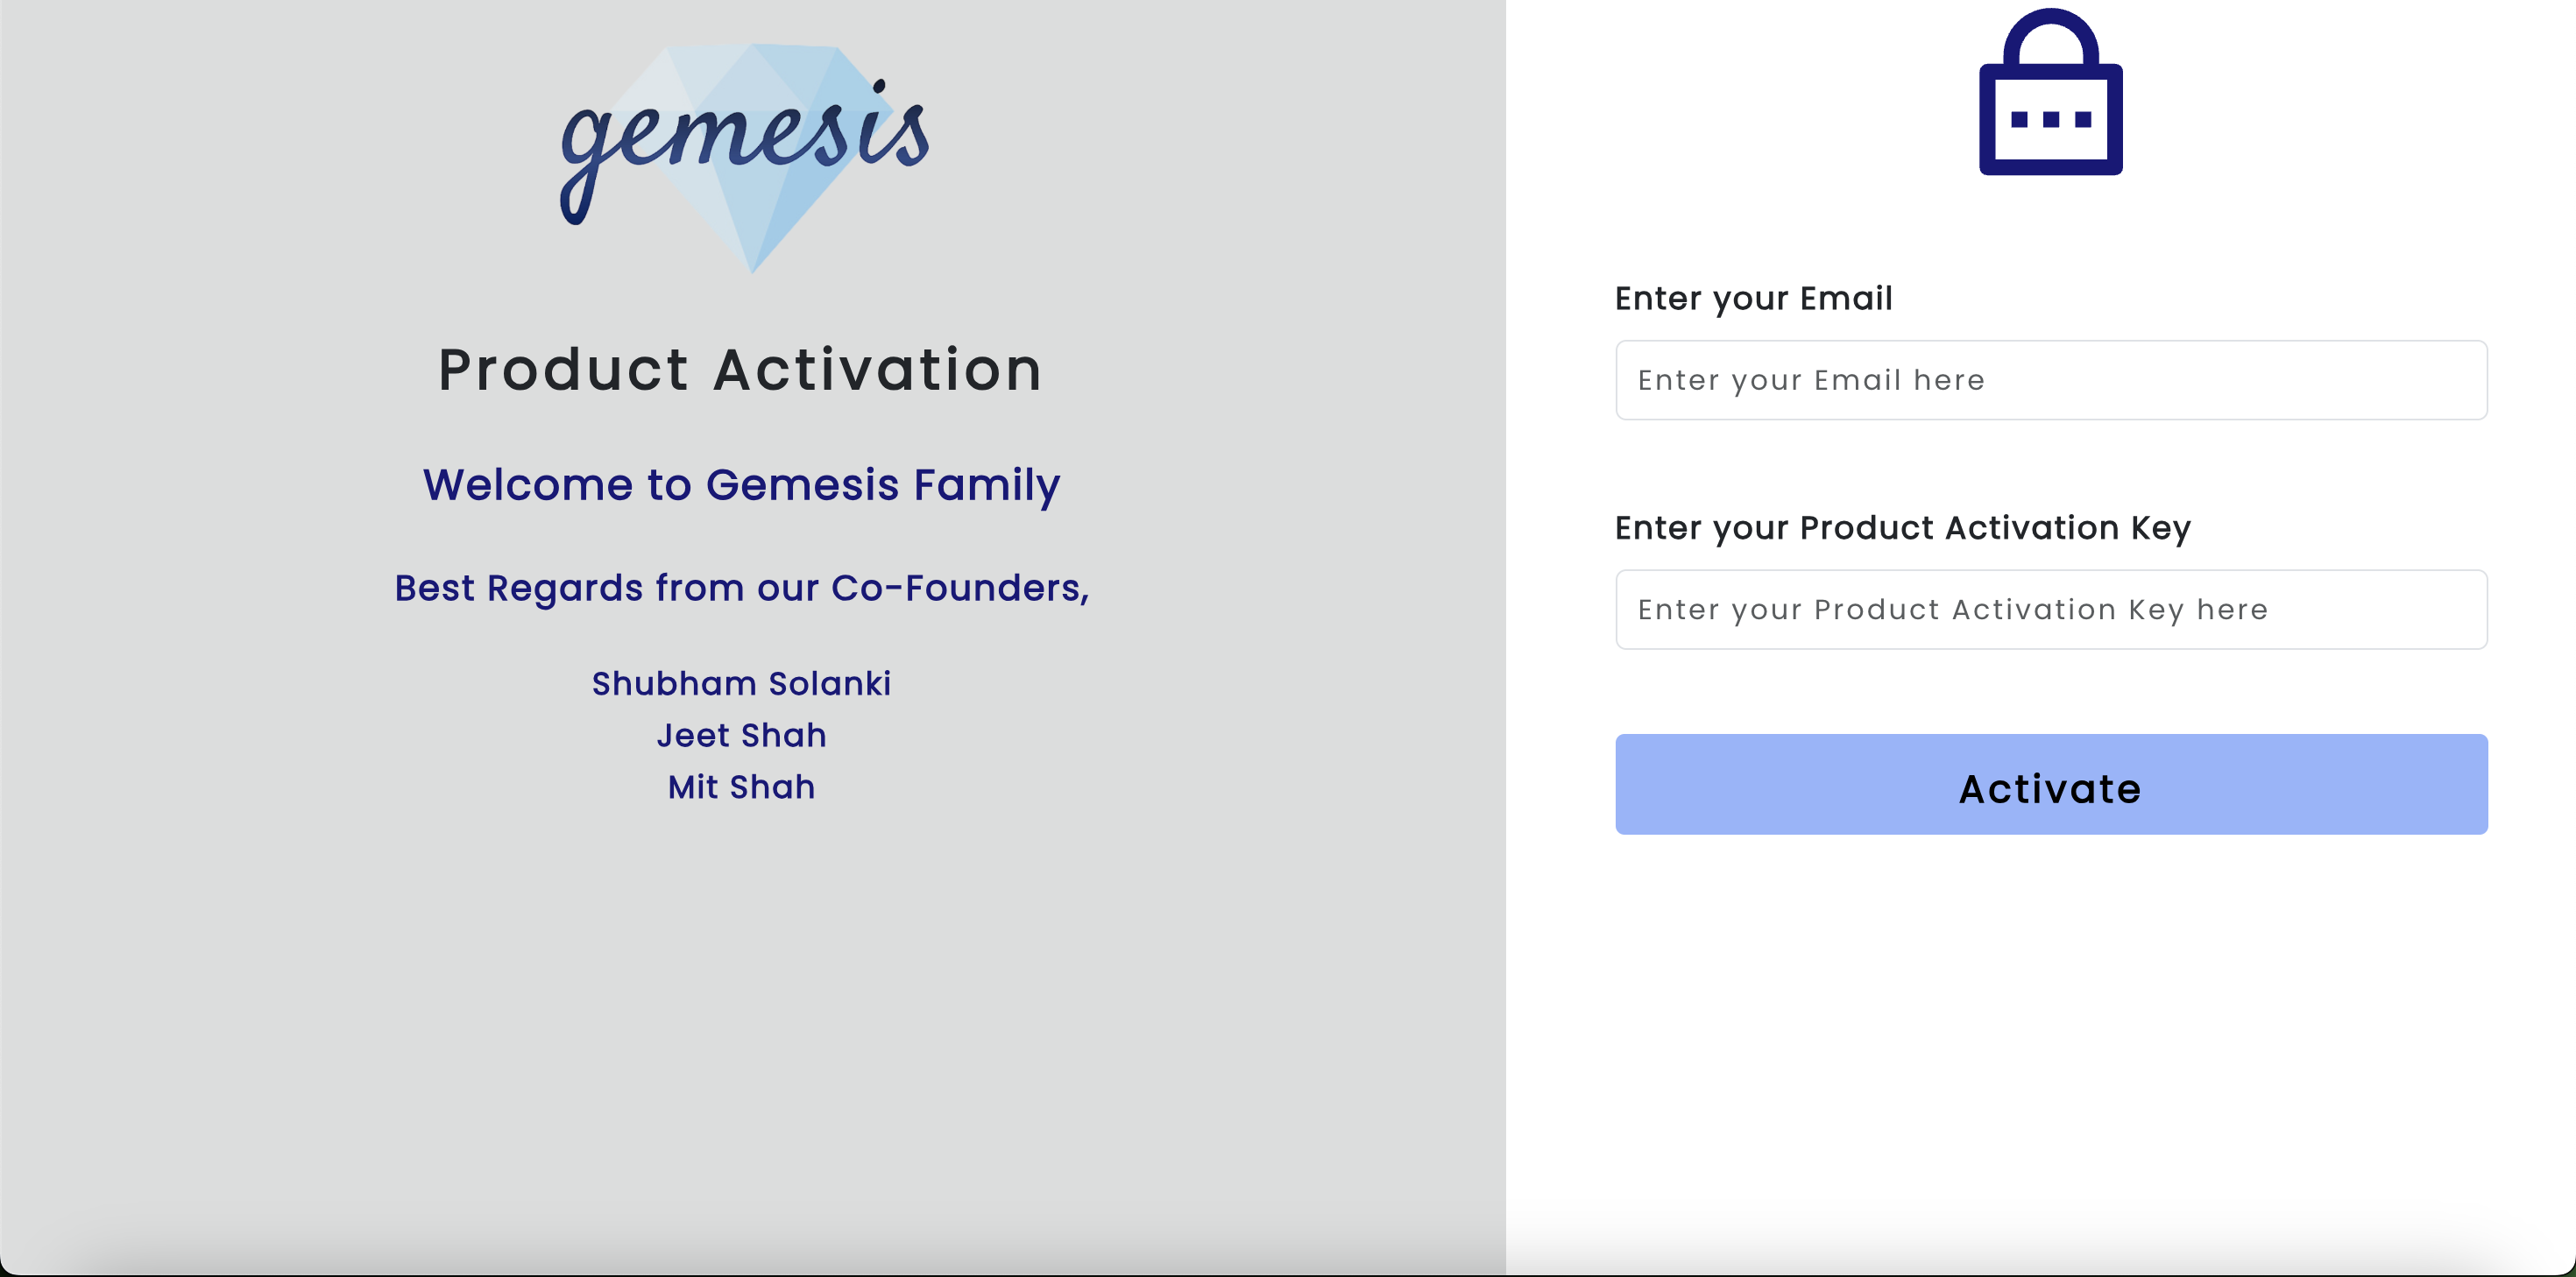 gemesis
Product Activation
Welcome to Gemesis Family
Best Regards from our Co-Founders,
Shubham Solanki
Jeet Shah
Mit Shah
Enter your Email
Enter your Email here
Enter your Product Activation Key
Enter your Product Activation Key here
Activate